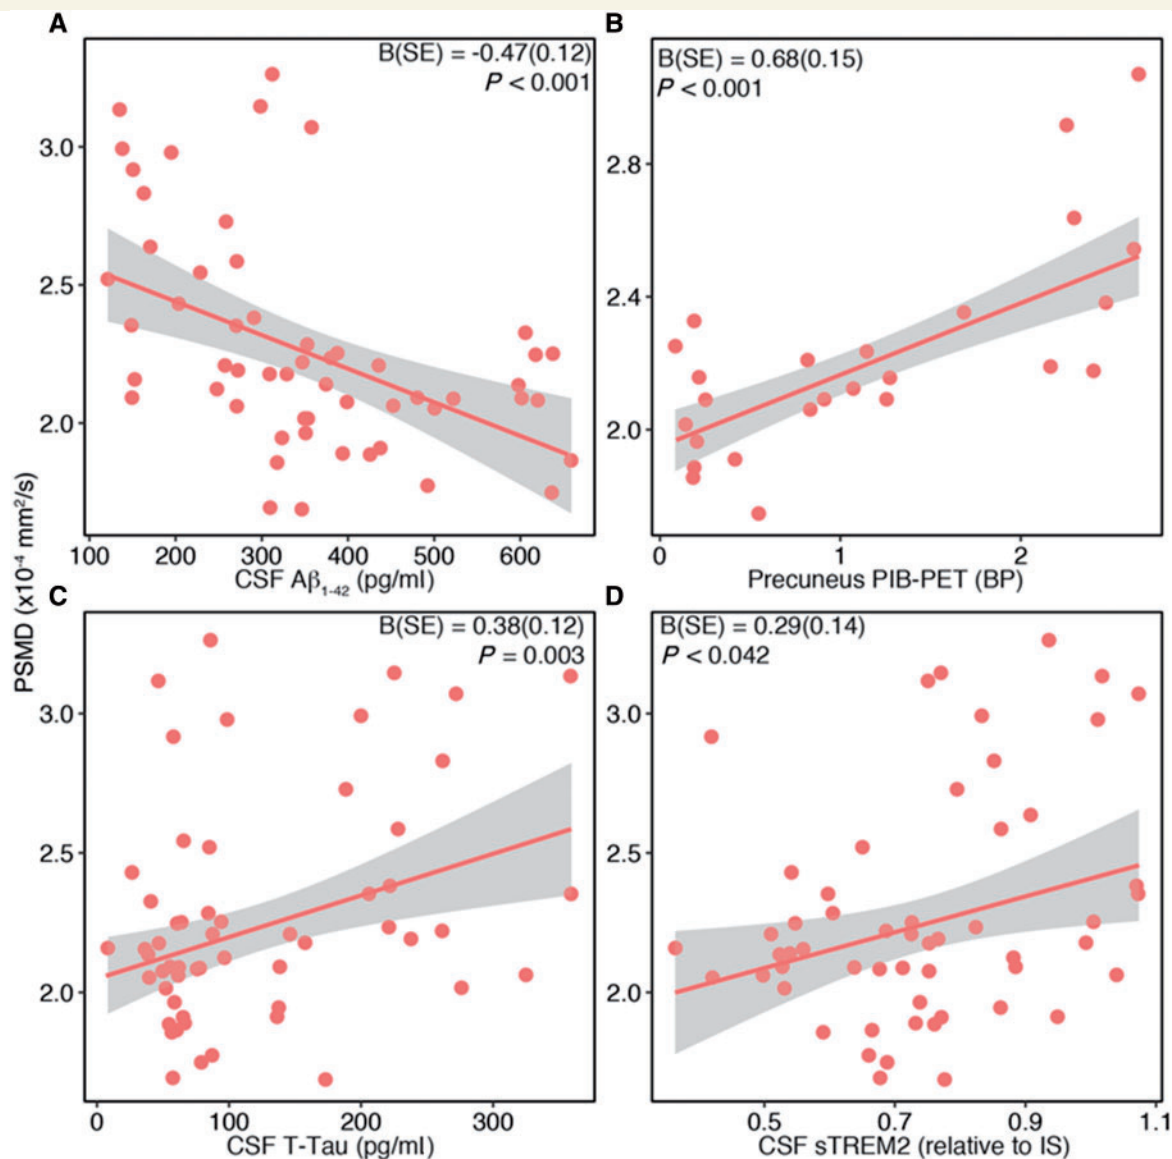 A
B(SE) = -0.47(0.12)
P < 0.001
3.0
2.5
2.0
100 200 300 400 500 600
CSF Aβ1-42 (pg/ml)
B
B(SE) = 0.68(0.15)
P < 0.001
2.8
2.4
2.0
0 1 2
Precuneus PIB-PET (BP)
PSMD (x10-4 mm2/s)
C
B(SE) = 0.38(0.12)
P = 0.003
3.0
2.5
2.0
0 100 200 300
CSF T-Tau (pg/ml)
D
B(SE) = 0.29(0.14)
P < 0.042
3.0
2.5
2.0
0.5 0.7 0.9 1.1
CSF sTREM2 (relative to IS)